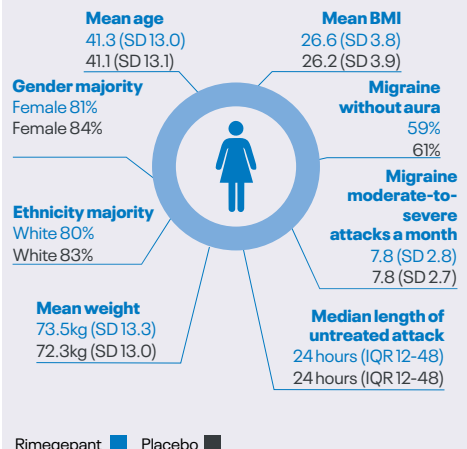 Mean age
41.3 (SD 13.0)
41.1 (SD 13.1)
Mean BMI
26.6 (SD 3.8)
26.2 (SD 3.9)
Gender majority
Female 81%
Female 84%
Migraine
without aura
59%
61%
Ethnicity majority
White 80%
White 83%
Migraine
moderate-to-
severe
attacks a month
7.8 (SD 2.8)
7.8 (SD 2.7)
Mean weight
73.5kg (SD 13.3)
72.3kg (SD 13.0)
Median length of
untreated attack
24 hours (IQR 12-48)
24 hours (IQR 12-48)
Rimegepant Placebo